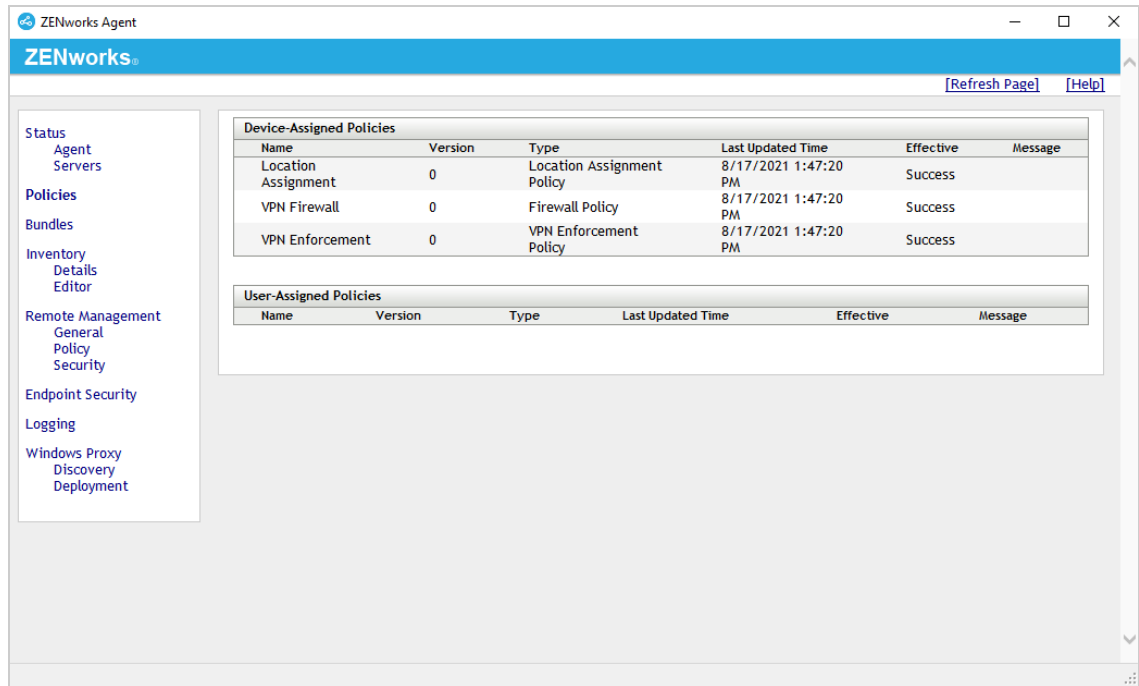 ZENworks Agent
ZENworks®
[Refresh Page] [Help]
Status
Agent
Servers
Policies
Bundles
Inventory
Details
Editor
Remote Management
General
Policy
Security
Endpoint Security
Logging
Windows Proxy
Discovery
Deployment
Device-Assigned Policies
Name Version Type Last Updated Time Effective Message
Location Assignment 0 Location Assignment Policy 8/17/2021 1:47:20 PM Success
VPN Firewall 0 Firewall Policy 8/17/2021 1:47:20 PM Success
VPN Enforcement 0 VPN Enforcement Policy 8/17/2021 1:47:20 PM Success
User-Assigned Policies
Name Version Type Last Updated Time Effective Message